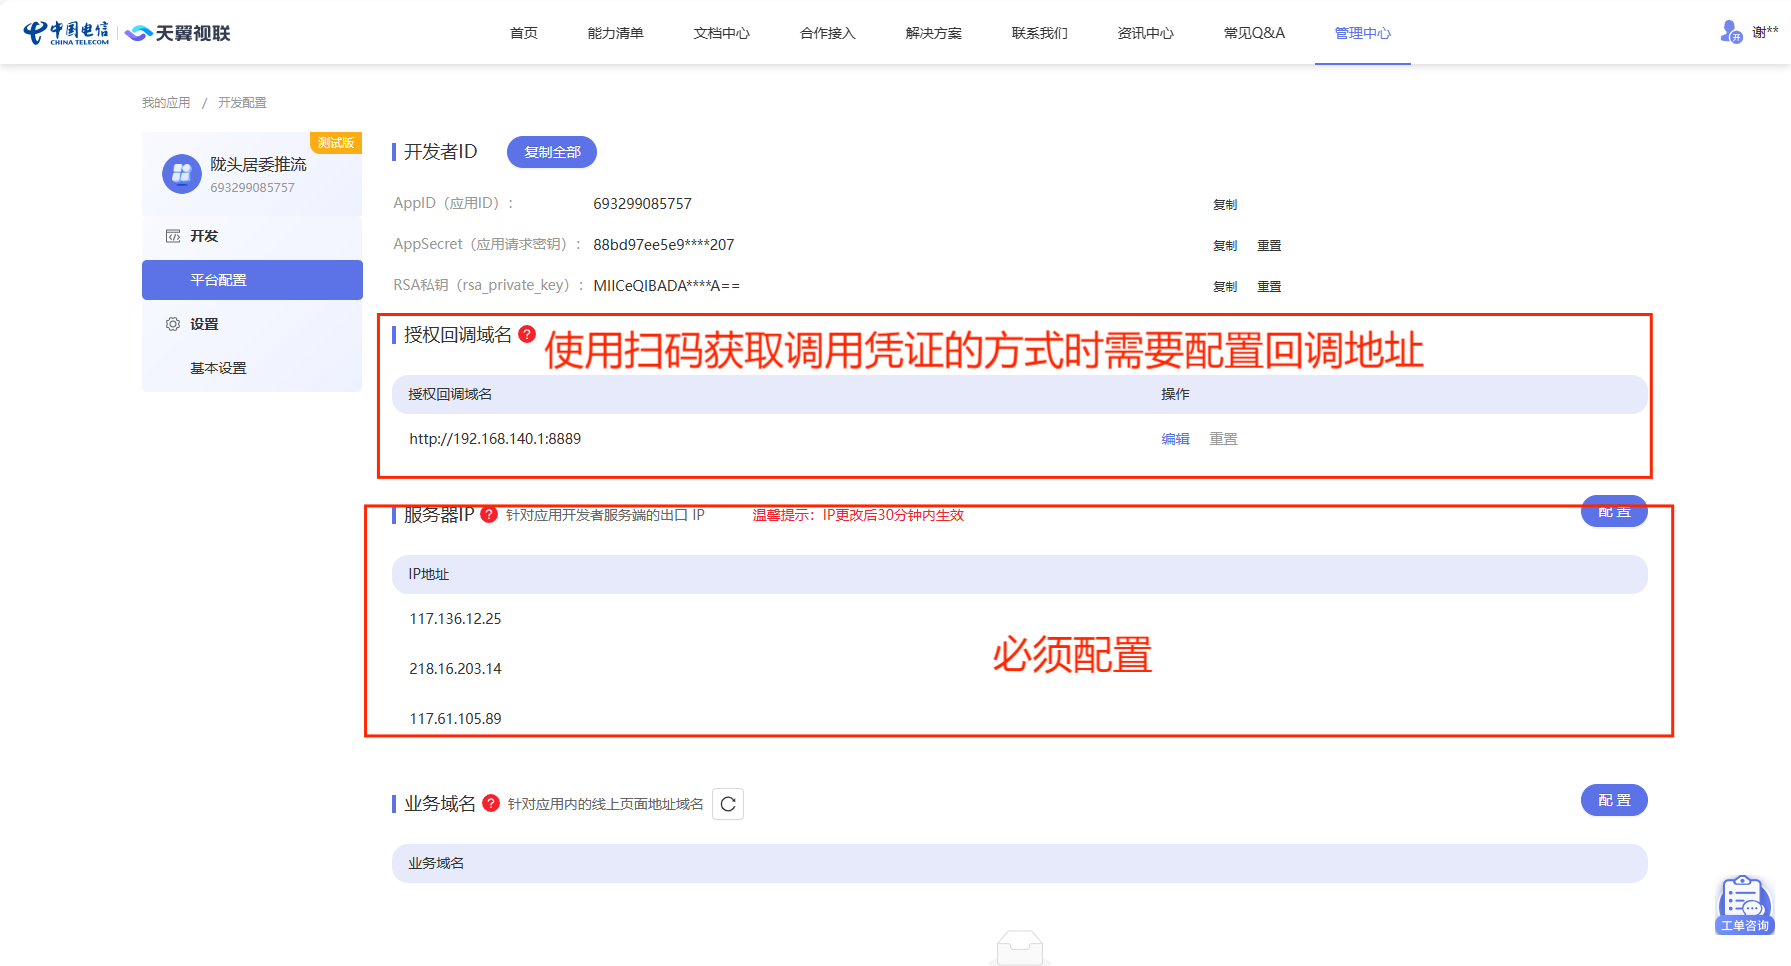 中国电信
CHINA TELECOM
天翼视联
首页
能力清单
文档中心
合作接入
解决方案
联系我们
资讯中心
常见Q&A
管理中心
开
谢**
我的应用 / 开发配置
测试版
陇头居委推流
693299085757
开发
平台配置
设置
基本设置
开发者ID
复制全部
AppID（应用ID）： 693299085757 复制
AppSecret（应用请求密钥）： 88bd97ee5e9****207 复制 重置
RSA私钥（rsa_private_key）： MIICeQIBADA****A== 复制 重置
授权回调域名 ?
使用扫码获取调用凭证的方式时需要配置回调地址
授权回调域名 操作
http://192.168.140.1:8889 编辑 重置
服务器IP ? 针对应用开发者服务端的出口 IP 温馨提示：IP更改后30分钟内生效 配 置
IP地址
117.136.12.25
必须配置
218.16.203.14
117.61.105.89
业务域名 ? 针对应用内的线上页面地址域名 配 置
业务域名
工单咨询